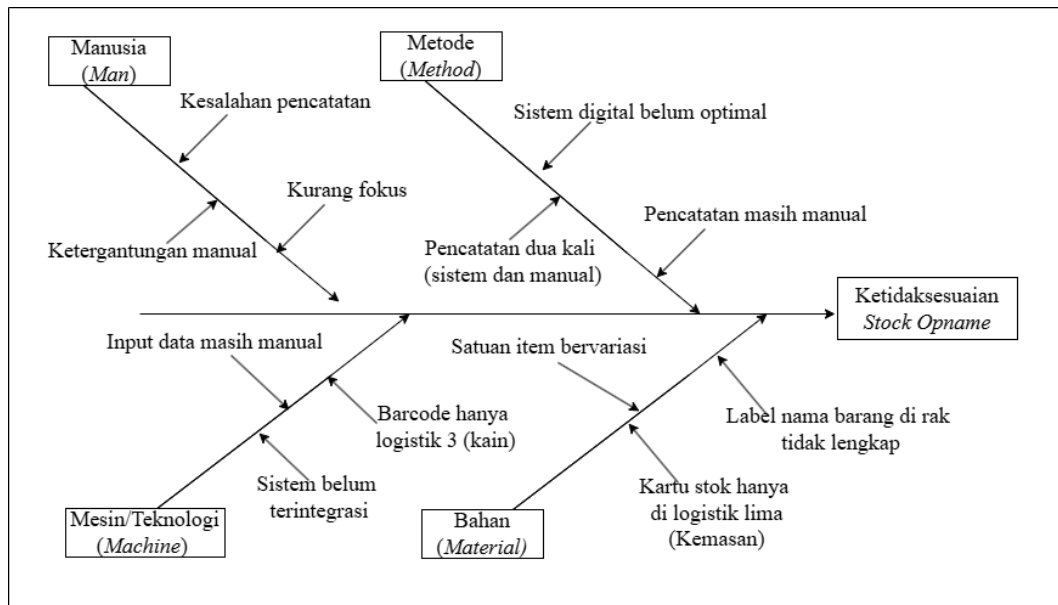 Manusia
(Man)
Metode
(Method)
Kesalahan pencatatan
Kurang fokus
Ketergantungan manual
Sistem digital belum optimal
Pencatatan masih manual
Pencatatan dua kali
(sistem dan manual)
Ketidaksesuaian
Stock Opname
Input data masih manual
Barcode hanya
logistik 3 (kain)
Sistem belum
terintegrasi
Mesin/Teknologi
(Machine)
Satuan item bervariasi
Label nama barang di rak
tidak lengkap
Kartu stok hanya
di logistik lima
(Kemasan)
Bahan
(Material)